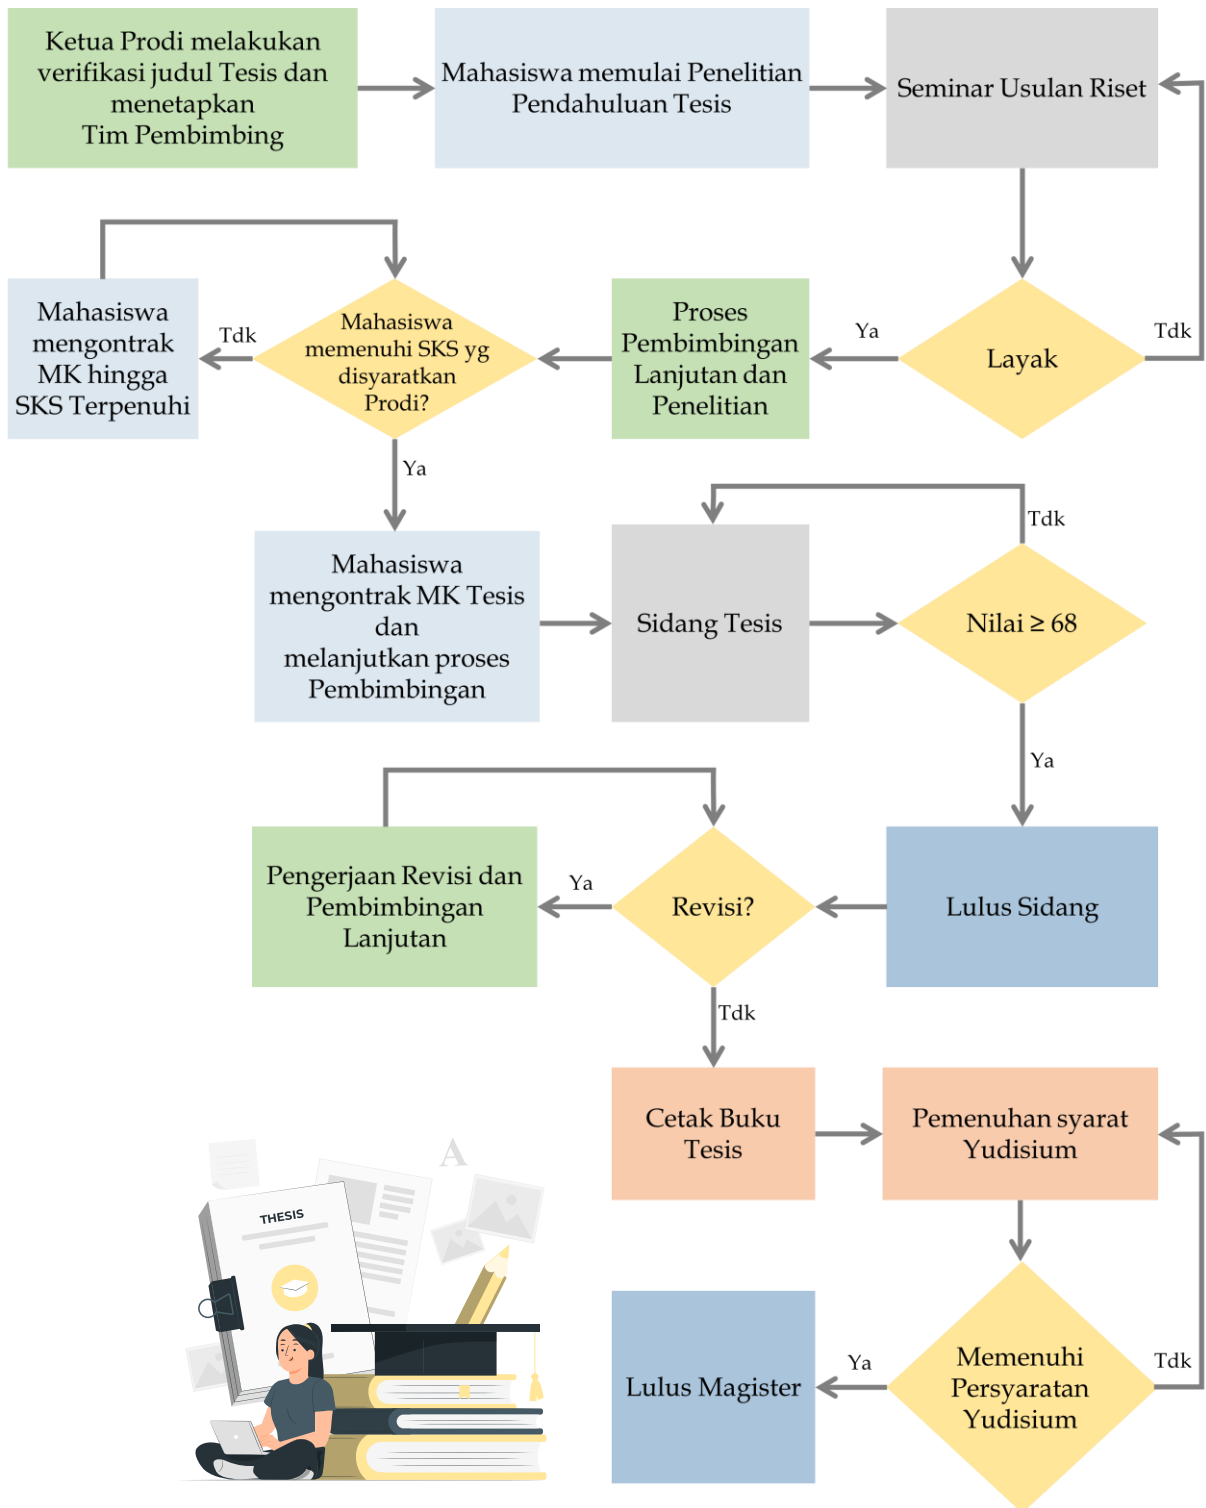 Ketua Prodi melakukan
verifikasi judul Tesis dan
menetapkan
Tim Pembimbing
Mahasiswa memulai Penelitian
Pendahuluan Tesis
Seminar Usulan Riset
Layak
Tdk
Ya
Proses
Pembimbingan
Lanjutan dan
Penelitian
Mahasiswa
memenuhi SKS yg
disyaratkan
Prodi?
Tdk
Mahasiswa
mengontrak
MK hingga
SKS Terpenuhi
Ya
Mahasiswa
mengontrak MK Tesis
dan
melanjutkan proses
Pembimbingan
Sidang Tesis
Nilai ≥ 68
Tdk
Ya
Lulus Sidang
Revisi?
Ya
Pengerjaan Revisi dan
Pembimbingan
Lanjutan
Tdk
Cetak Buku
Tesis
Pemenuhan syarat
Yudisium
Memenuhi
Persyaratan
Yudisium
Tdk
Ya
Lulus Magister
A
THESIS